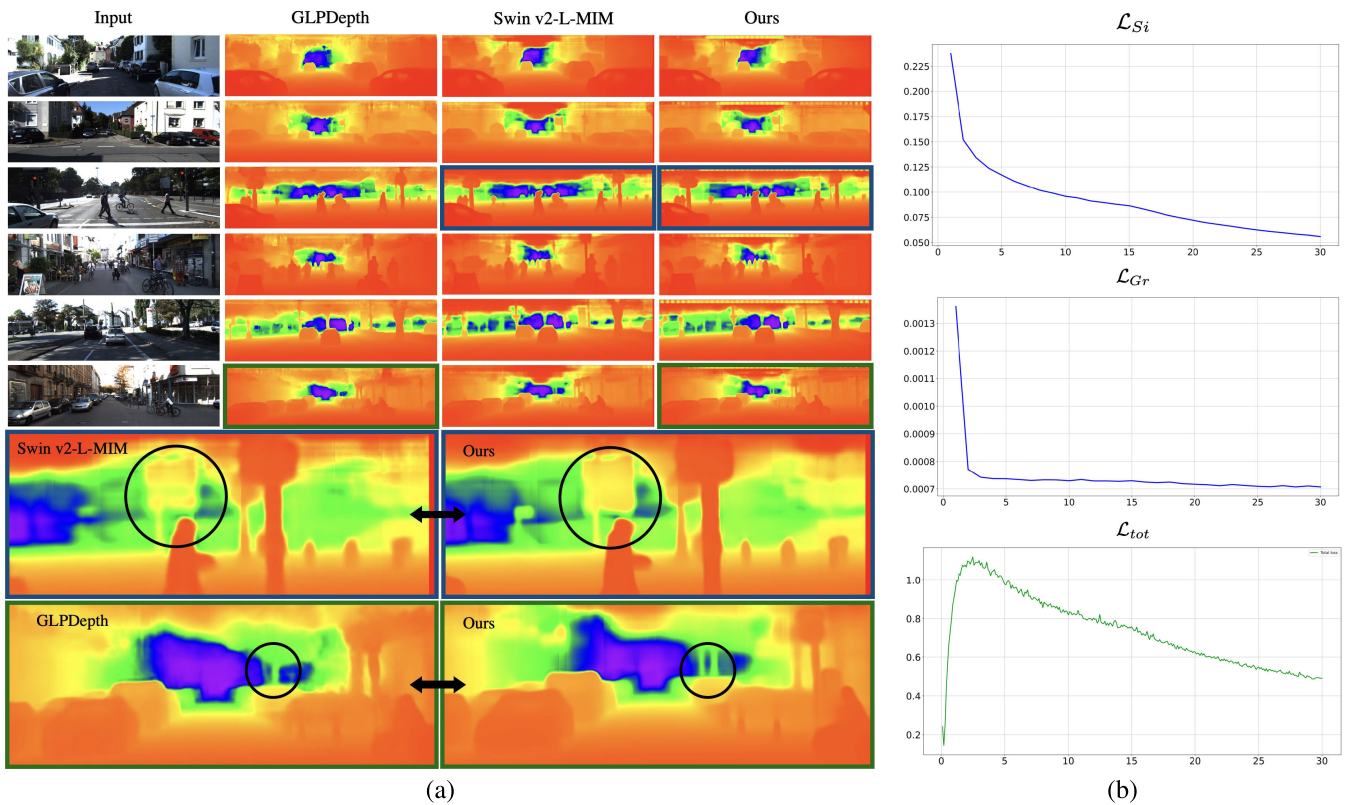 Input GLPDepth Swin v2-L-MIM Ours
Swin v2-L-MIM Ours
GLPDepth Ours
(a)
ℒ_Si
0.225
0.200
0.175
0.150
0.125
0.100
0.075
0.050
0 5 10 15 20 25 30
ℒ_Gr
0.0013
0.0012
0.0011
0.0010
0.0009
0.0008
0.0007
0 5 10 15 20 25 30
ℒ_tot
Total loss
1.0
0.8
0.6
0.4
0.2
0 5 10 15 20 25 30
(b)